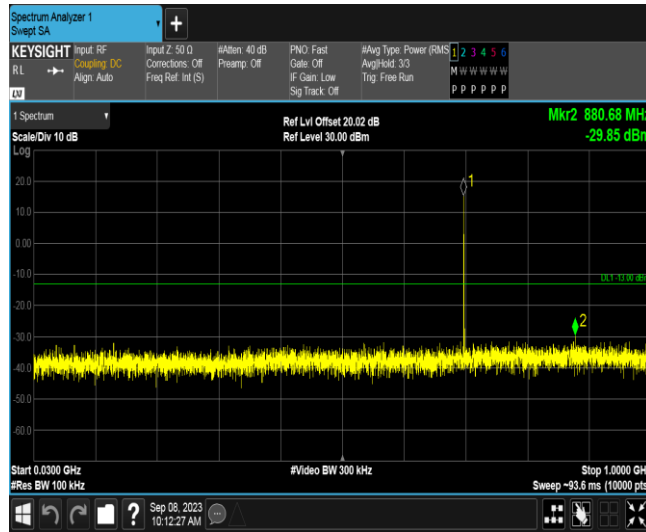 Spectrum Analyzer 1
Swept SA
+
KEYSIGHT Input: RF Input Z: 50 Ω #Atten: 40 dB PNO: Fast #Avg Type: Power (RMS 1 2 3 4 5 6
RL Coupling: DC Corrections: Off Preamp: Off Gate: Off Avg|Hold: 3/3 M W W W W W
Align: Auto Freq Ref: Int (S) IF Gain: Low Trig: Free Run
LXI Sig Track: Off P P P P P P
1 Spectrum Ref Lvl Offset 20.02 dB Mkr2 880.68 MHz
Scale/Div 10 dB Ref Level 30.00 dBm -29.85 dBm
Log
1
20.0
10.0
0.00
-10.0
DL1 -13.00 dBm
-20.0
2
-30.0
-40.0
-50.0
-60.0
Start 0.0300 GHz #Video BW 300 kHz Stop 1.0000 GHz
#Res BW 100 kHz Sweep ~93.6 ms (10000 pts)
? Sep 08, 2023
10:12:27 AM